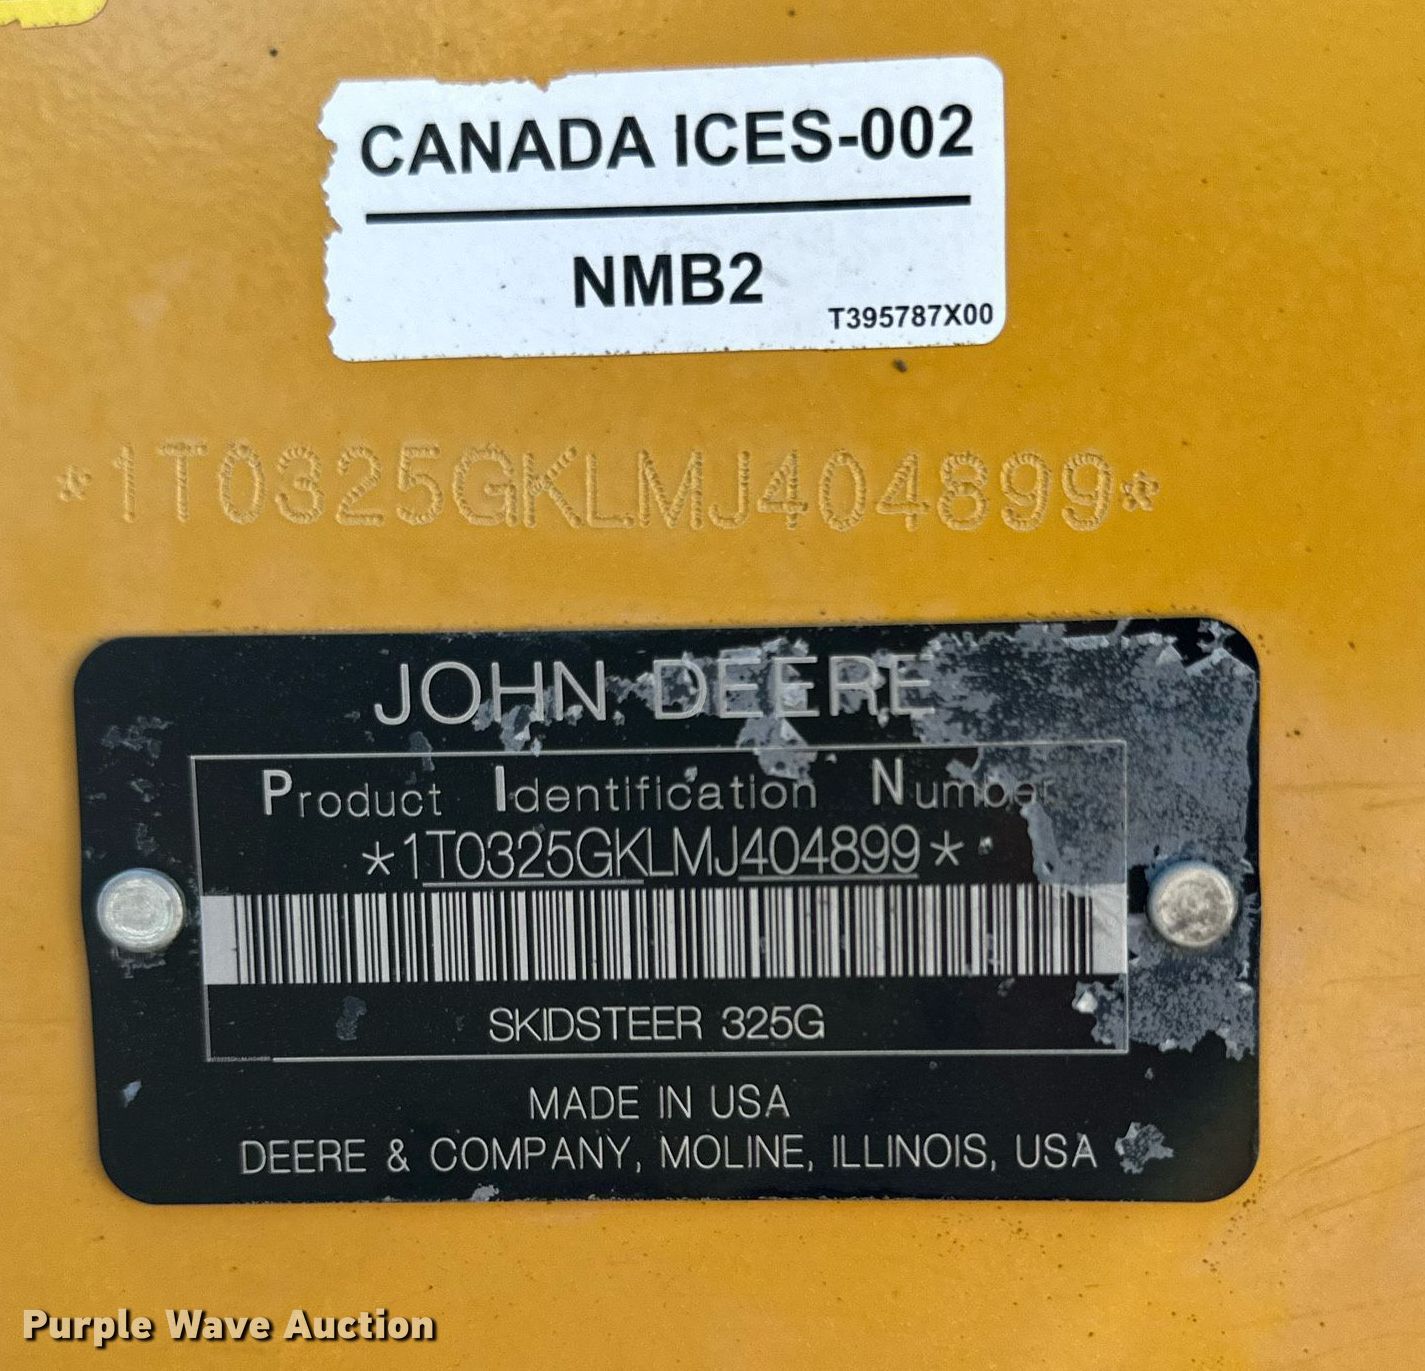 CANADA ICES-002
NMB2
T395787X00
*1T0325GKLMJ404899*
JOHN DEERE
Product Identification Number
*1T0325GKLMJ404899*
SKIDSTEER 325G
MADE IN USA
DEERE & COMPANY, MOLINE, ILLINOIS, USA
Purple Wave Auction